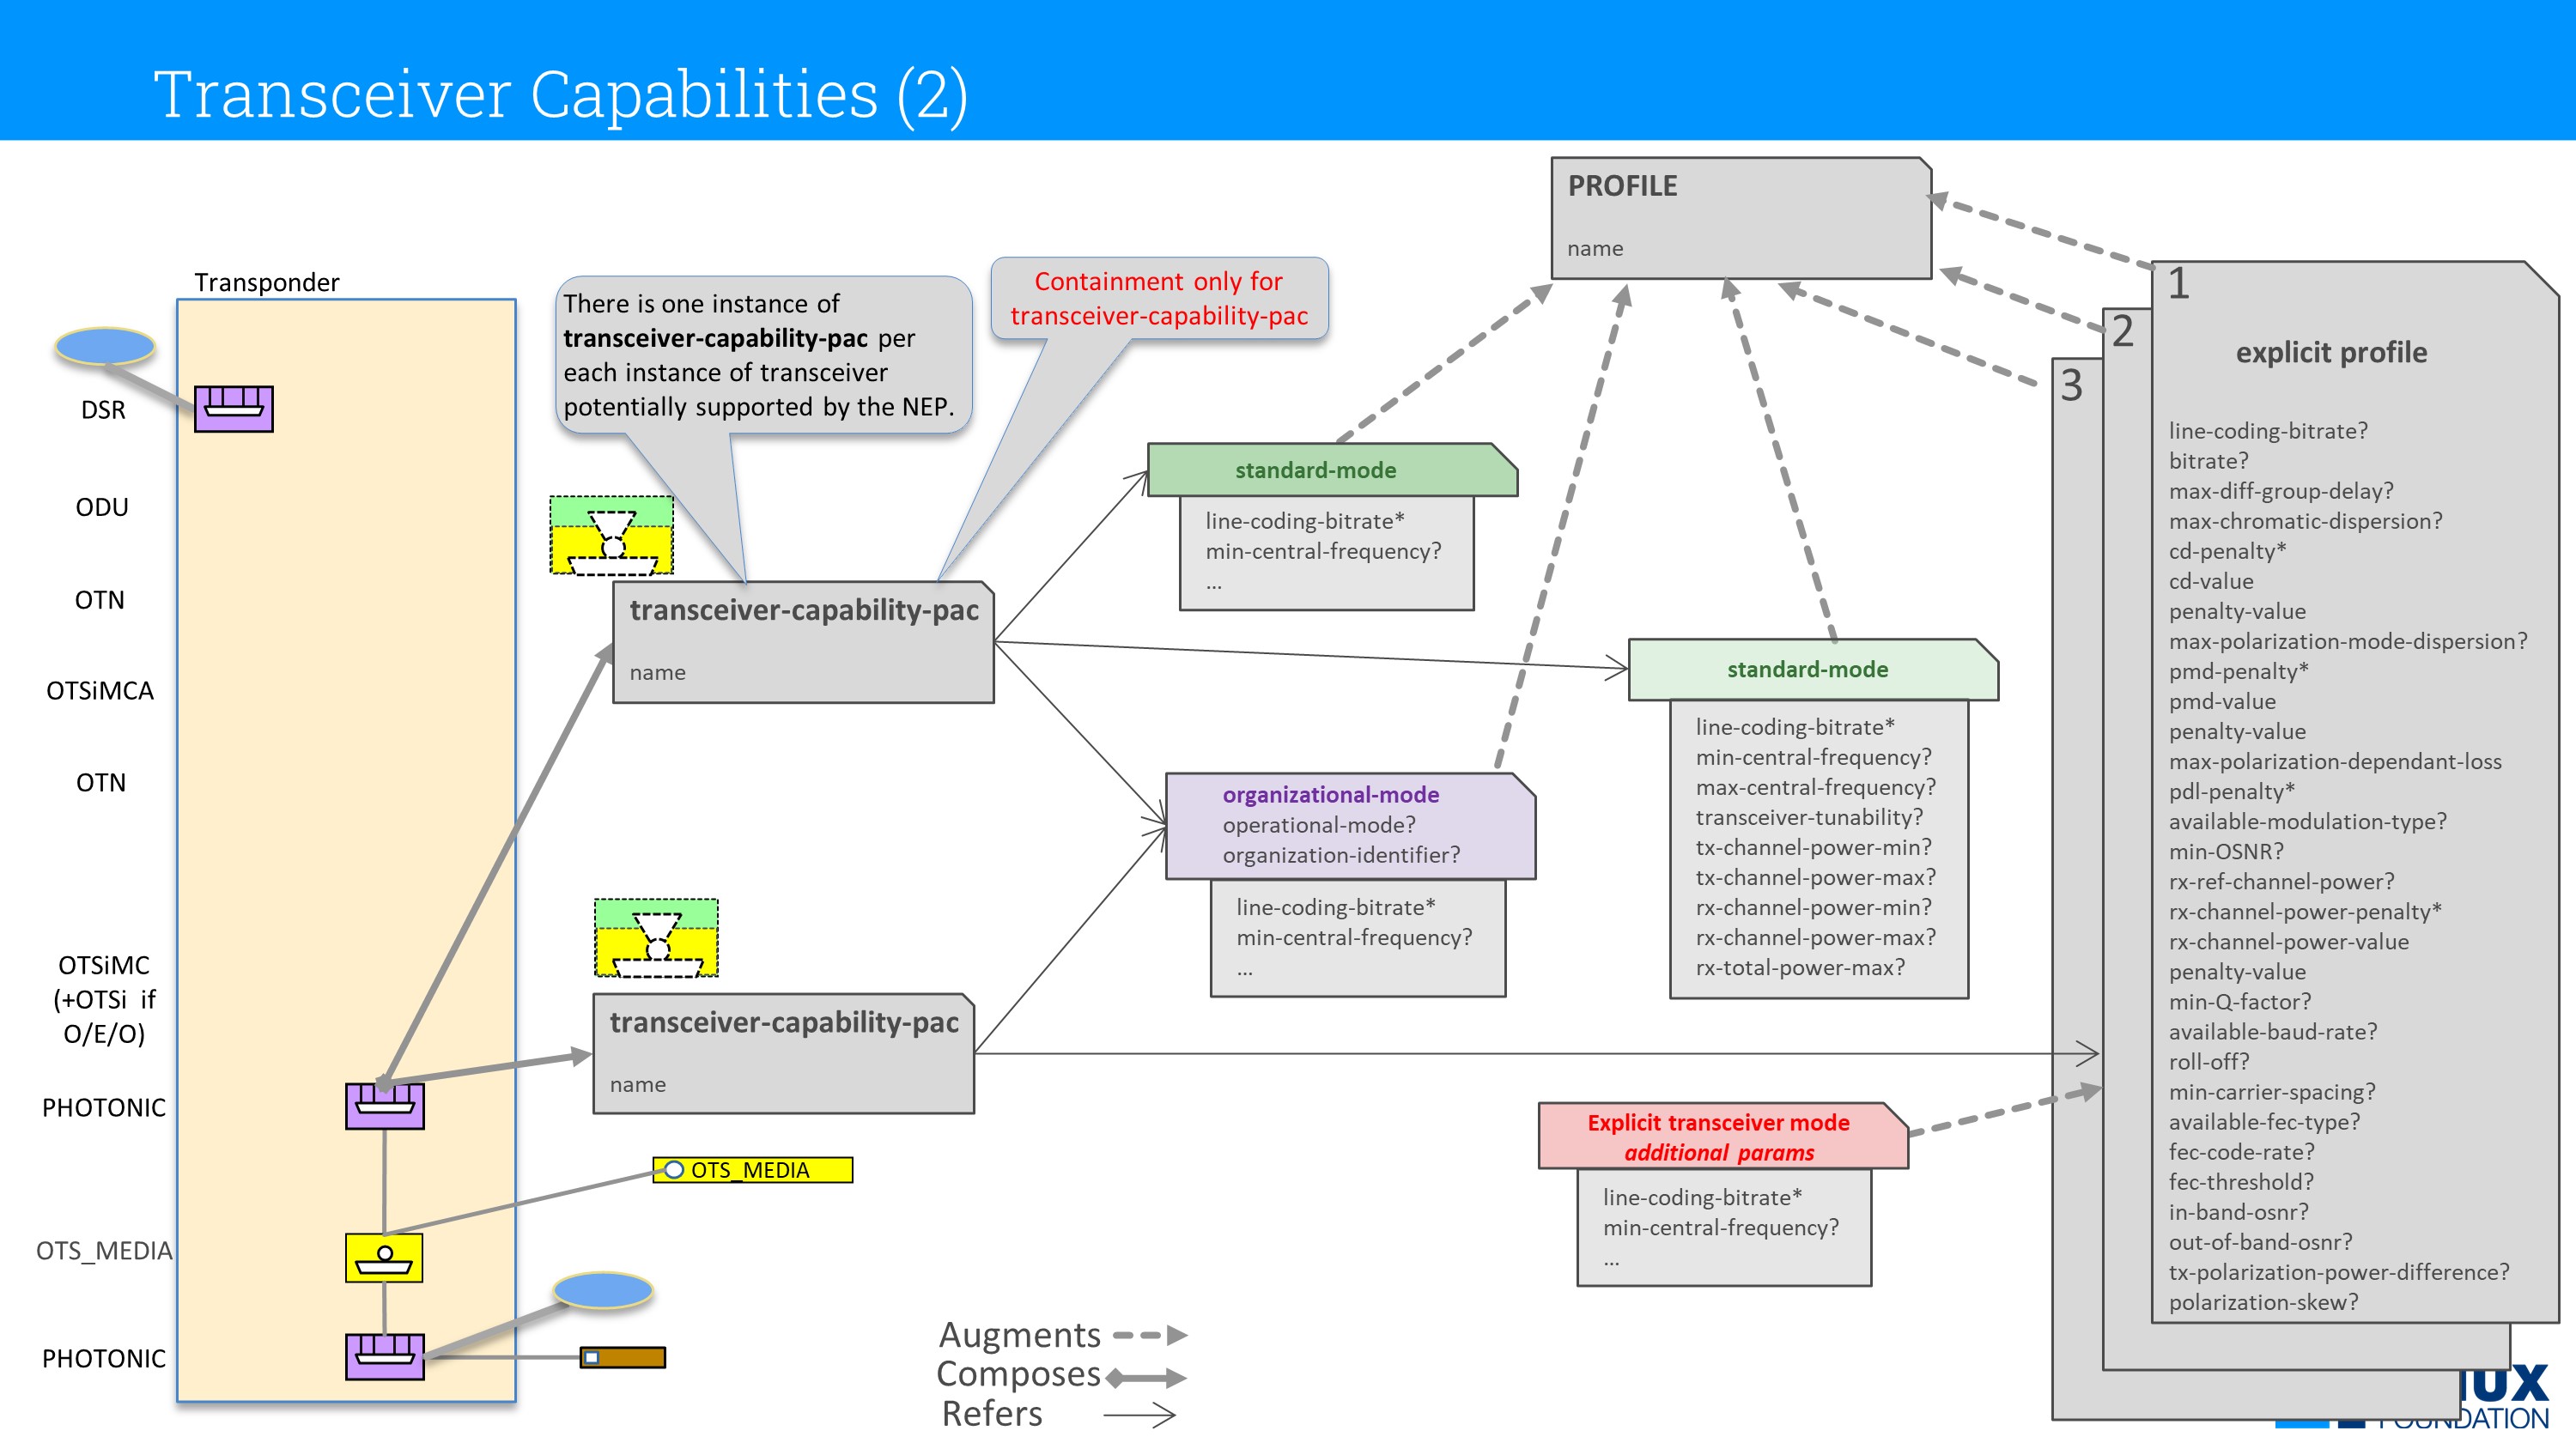 Transceiver Capabilities (2)
Transponder
DSR
ODU
OTN
OTSiMCA
OTN
OTSiMC
(+OTSi if
O/E/O)
PHOTONIC
OTS_MEDIA
PHOTONIC
There is one instance of
transceiver-capability-pac per
each instance of transceiver
potentially supported by the NEP.
Containment only for
transceiver-capability-pac
transceiver-capability-pac
name
transceiver-capability-pac
name
OTS_MEDIA
PROFILE
name
standard-mode
line-coding-bitrate*
min-central-frequency?
...
organizational-mode
operational-mode?
organization-identifier?
line-coding-bitrate*
min-central-frequency?
...
standard-mode
line-coding-bitrate*
min-central-frequency?
max-central-frequency?
transceiver-tunability?
tx-channel-power-min?
tx-channel-power-max?
rx-channel-power-min?
rx-channel-power-max?
rx-total-power-max?
Explicit transceiver mode
additional params
line-coding-bitrate*
min-central-frequency?
...
Augments
Composes
Refers
3
2
1
explicit profile
line-coding-bitrate?
bitrate?
max-diff-group-delay?
max-chromatic-dispersion?
cd-penalty*
cd-value
penalty-value
max-polarization-mode-dispersion?
pmd-penalty*
pmd-value
penalty-value
max-polarization-dependant-loss
pdl-penalty*
available-modulation-type?
min-OSNR?
rx-ref-channel-power?
rx-channel-power-penalty*
rx-channel-power-value
penalty-value
min-Q-factor?
available-baud-rate?
roll-off?
min-carrier-spacing?
available-fec-type?
fec-code-rate?
fec-threshold?
in-band-osnr?
out-of-band-osnr?
tx-polarization-power-difference?
polarization-skew?